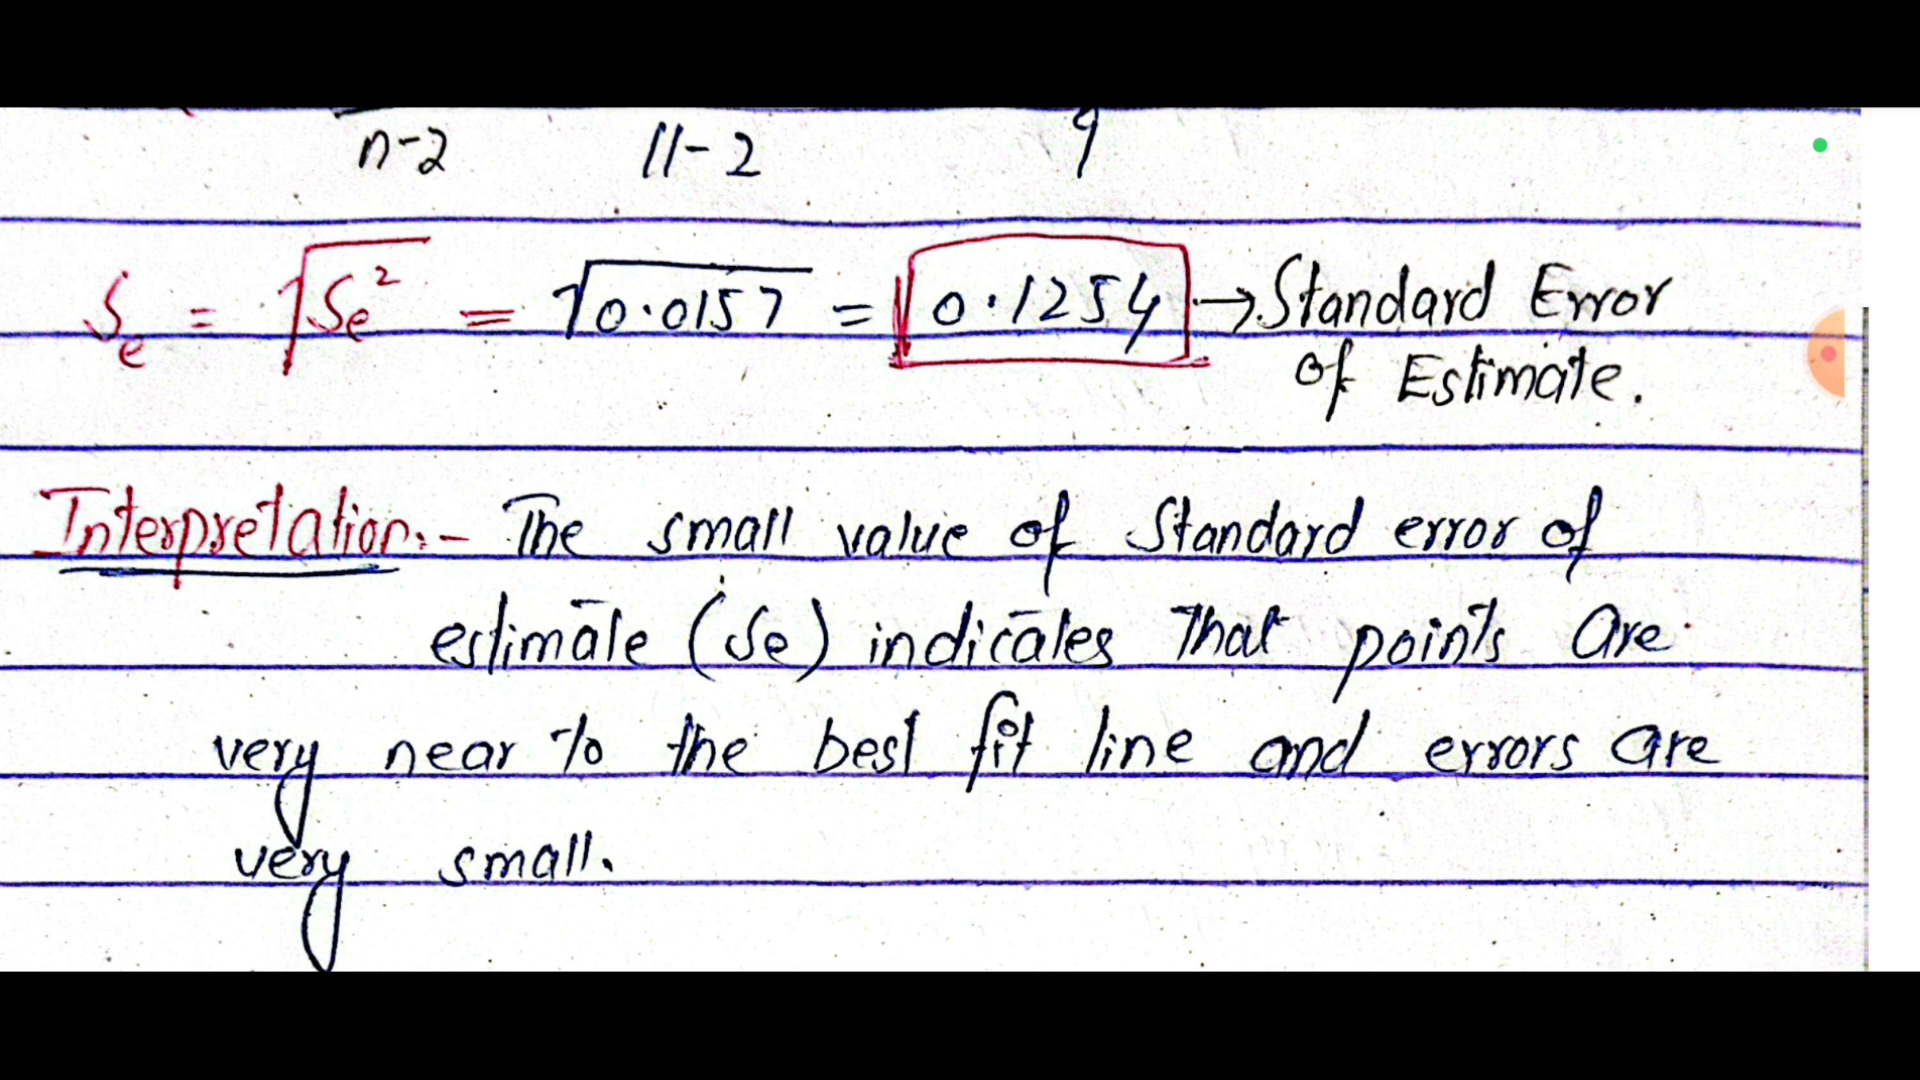 n-2 11-2 9
Se = √Se² = √0.0157 = 0.1254 → Standard Error
of Estimate.
Interpretation:- The small value of Standard error of
estimate (Se) indicates that points are
very near to the best fit line and errors are
very small.